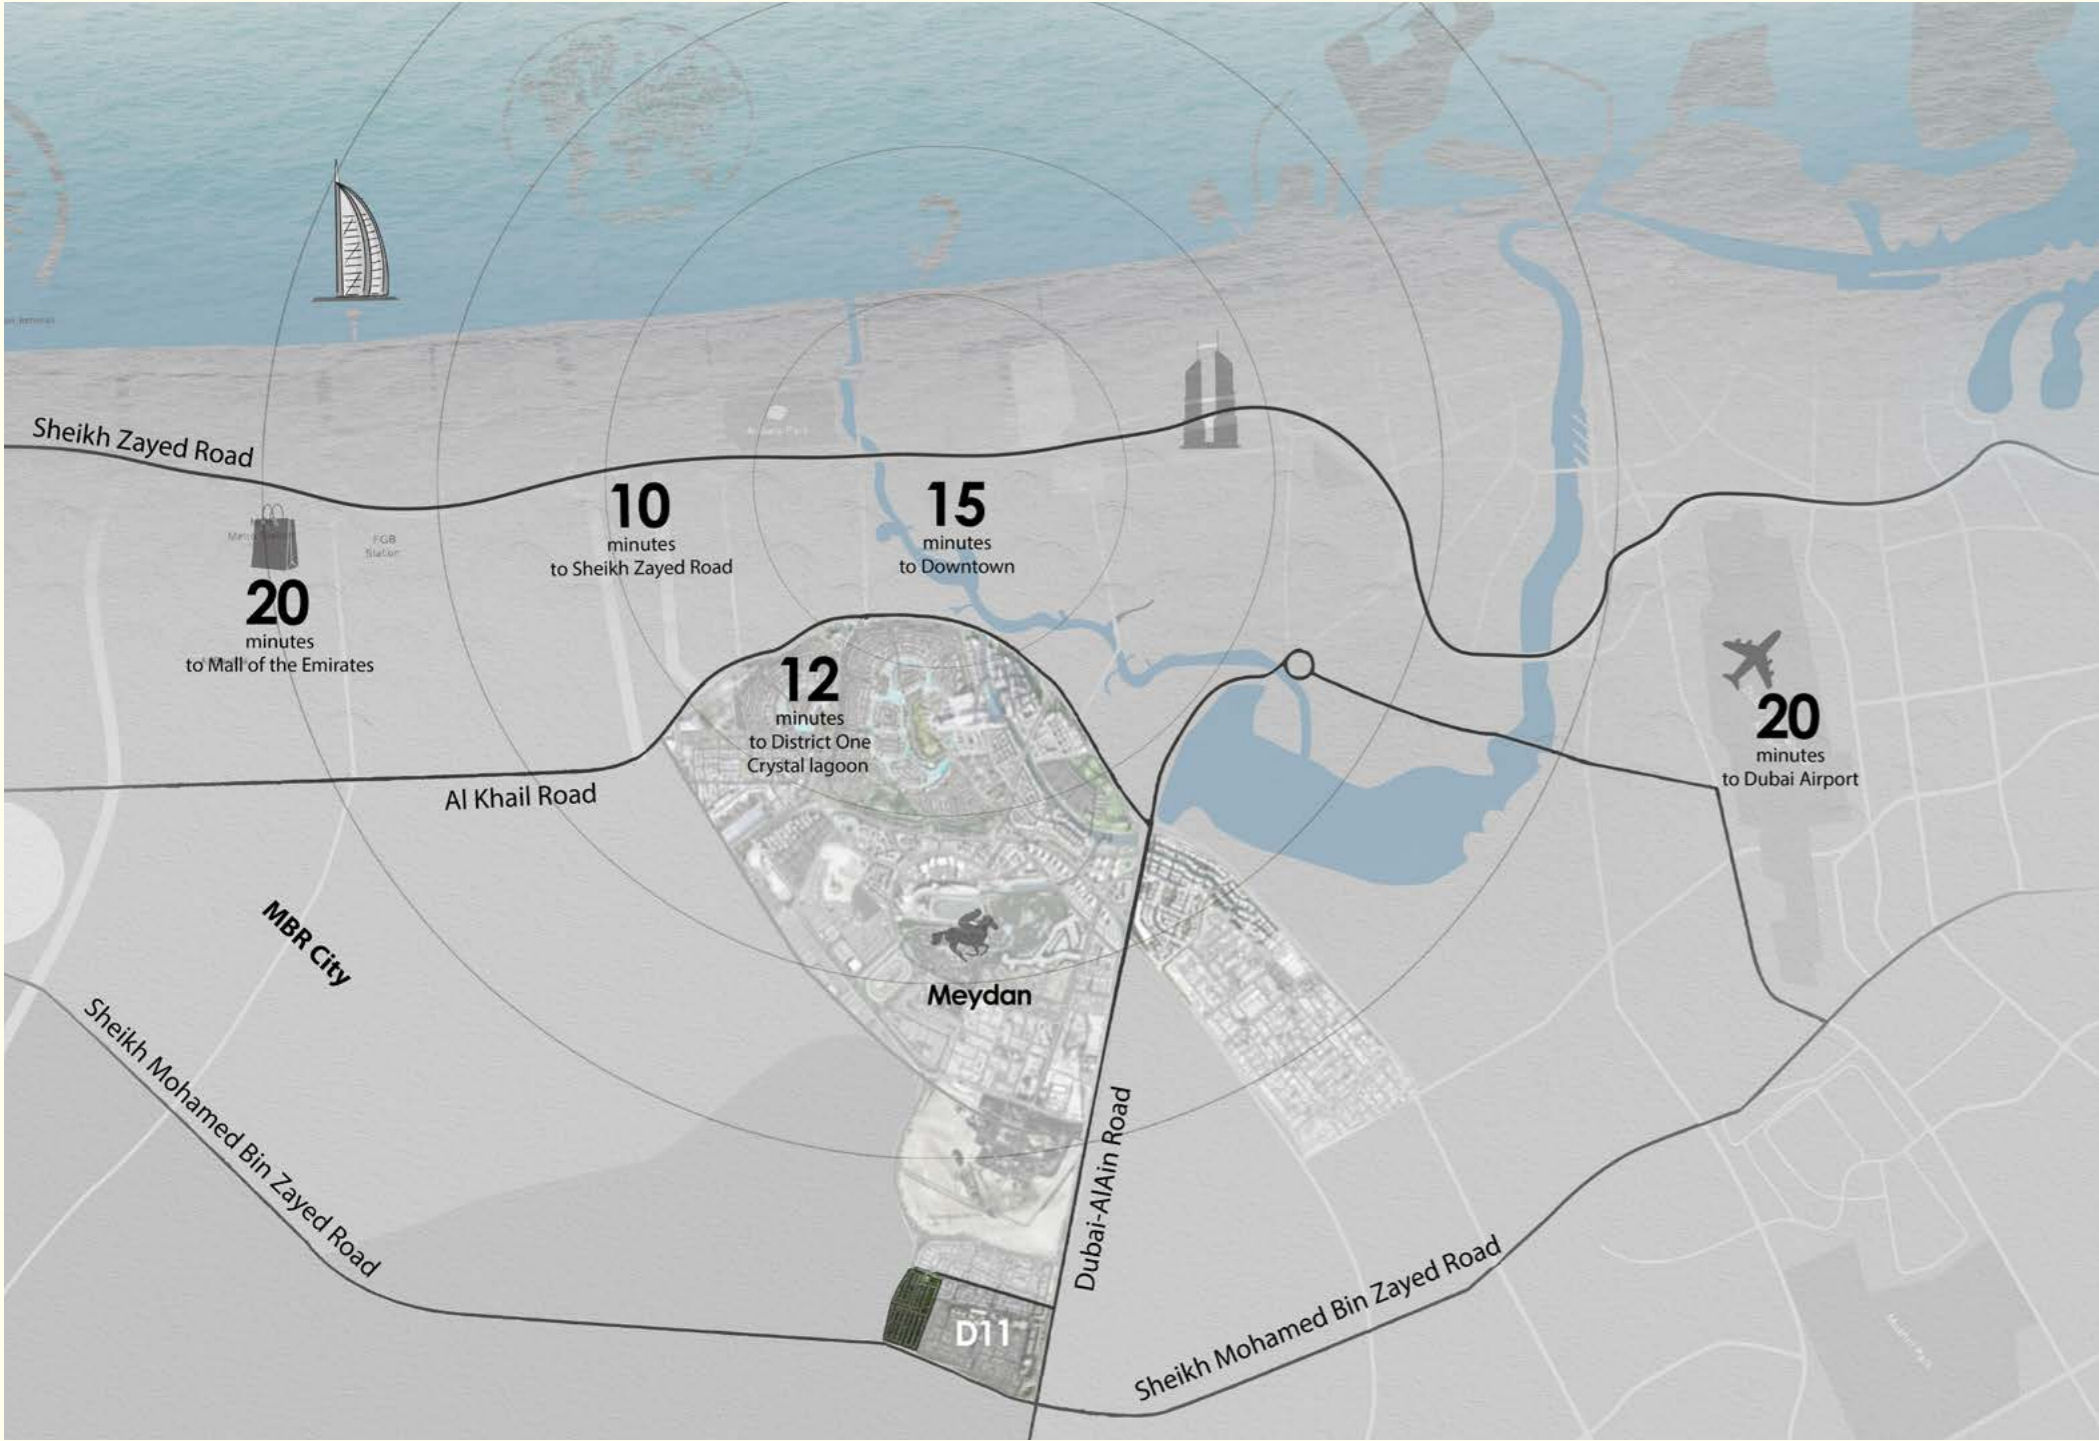 Sheikh Zayed Road
10
minutes
to Sheikh Zayed Road
15
minutes
to Downtown
FGB
Station
20
minutes
to Mall of the Emirates
12
minutes
to District One
Crystal lagoon
20
minutes
to Dubai Airport
Al Khail Road
MBR City
Meydan
Sheikh Mohamed Bin Zayed Road
Dubai-AlAin Road
D11
Sheikh Mohamed Bin Zayed Road